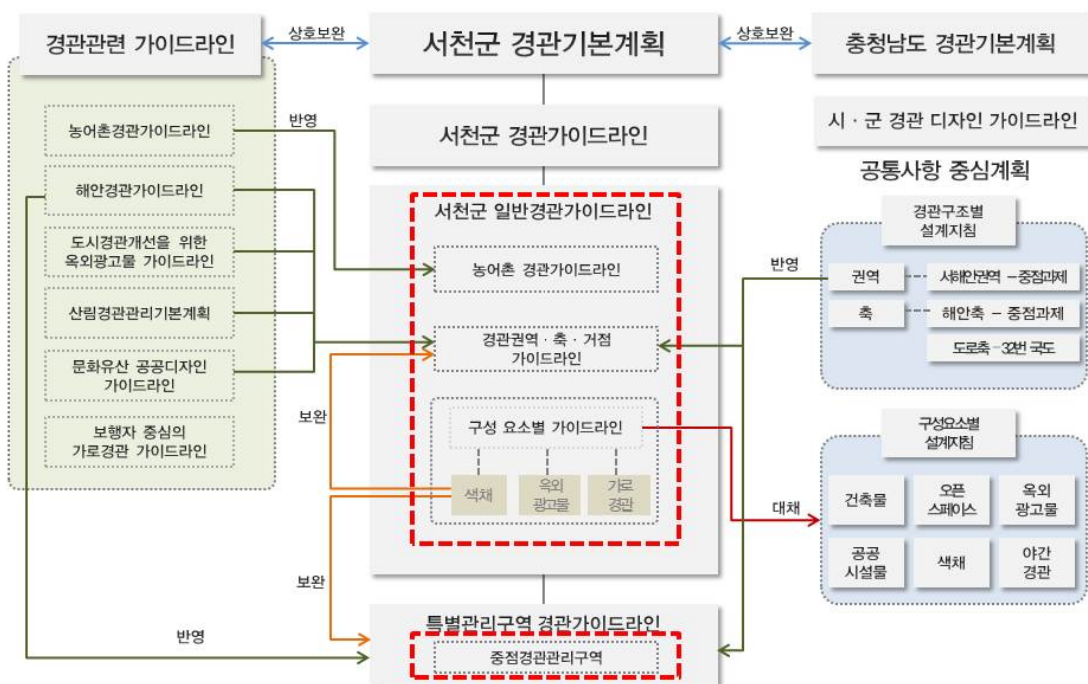 경관관련 가이드라인
상호보완
서천군 경관기본계획
상호보완
충청남도 경관기본계획
농어촌경관가이드라인
반영
해안경관가이드라인
도시경관개선을 위한
옥외광고물 가이드라인
산림경관관리기본계획
문화유산 공공디자인
가이드라인
보행자 중심의
가로경관 가이드라인
서천군 경관가이드라인
서천군 일반경관가이드라인
농어촌 경관가이드라인
경관권역·축·거점
가이드라인
보완
구성 요소별 가이드라인
색채
옥외
광고물
가로
경관
보완
반영
특별관리구역 경관가이드라인
중점경관관리구역
시·군 경관 디자인 가이드라인
공통사항 중심계획
경관구조별
설계지침
반영
권역
서해안권역 – 중점과제
축
해안축 – 중점과제
도로축 – 32번 국도
구성요소별
설계지침
대채
건축물
오픈
스페이스
옥외
광고물
공공
시설물
색채
야간
경관